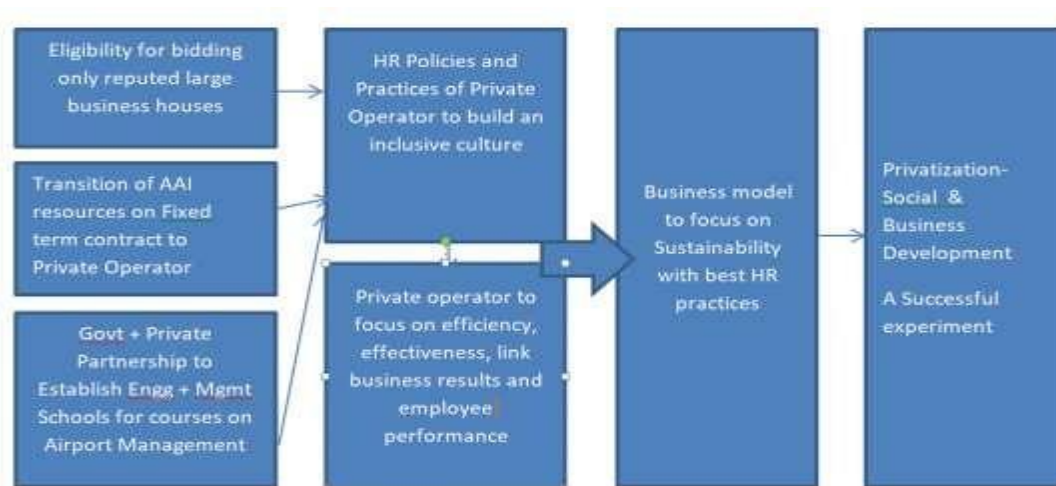 Eligibility for bidding
only reputed large
business houses
Transition of AAI
resources on Fixed
term contract to
Private Operator
Govt + Private
Partnership to
Establish Engg + Mgmt
Schools for courses on
Airport Management
HR Policies and
Practices of Private
Operator to build an
inclusive culture
Private operator to
focus on efficiency,
effectiveness, link
business results and
employee
performance
Business model
to focus on
Sustainability
with best HR
practices
Privatization-
Social &
Business
Development
A Successful
experiment